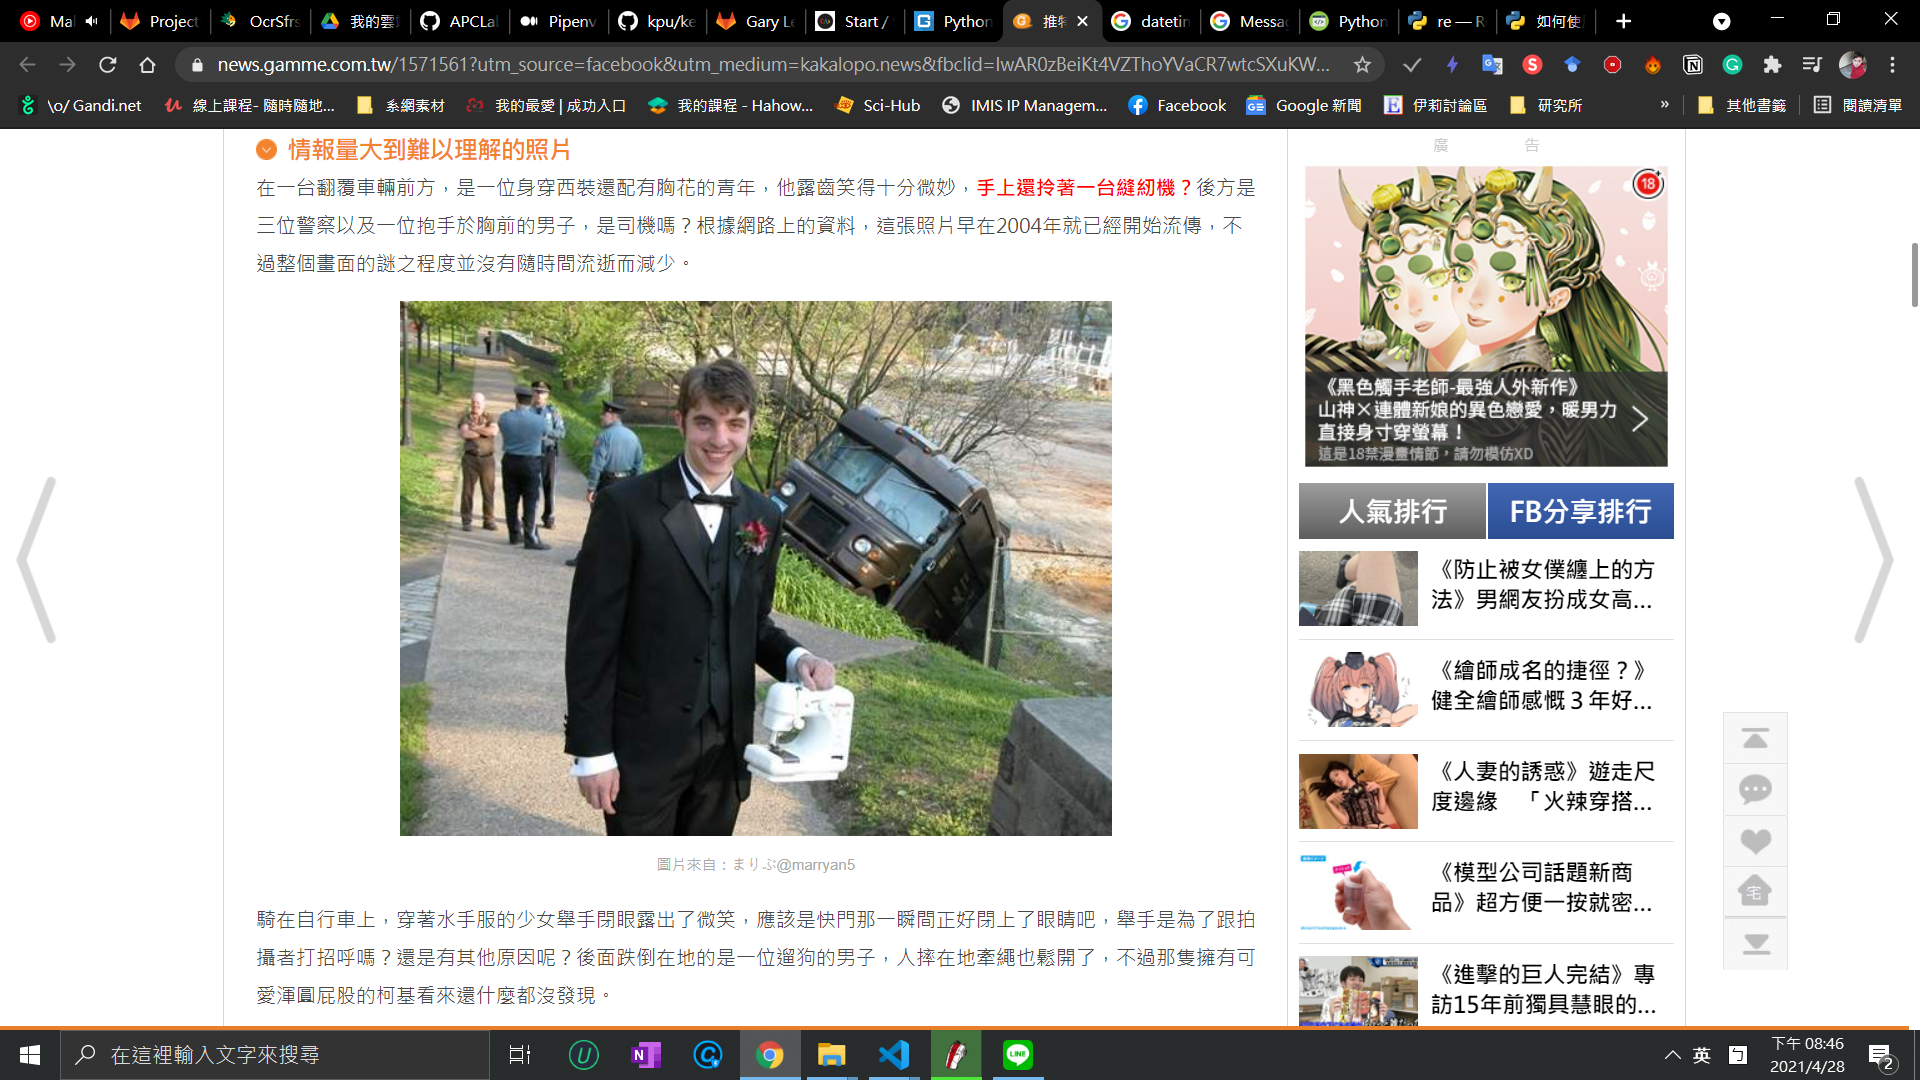 Mal
Project
OcrSfrs
我的雲
APCLa
Pipenv
kpu/ke
Gary Le
Start /
Python
推特
datetin
Messa
Python
re — R
如何使
news.gamme.com.tw/1571561?utm_source=facebook&utm_medium=kakalopo.news&fbclid=IwAR0zBeiKt4VZThoYVaCR7wtcSXuKW...
\o/ Gandi.net
線上課程- 隨時隨地...
系網素材
我的最愛 | 成功入口
我的課程 - Hahow...
Sci-Hub
IMIS IP Managem...
Facebook
Google 新聞
伊莉討論區
研究所
»
其他書籤
閱讀清單
情報量大到難以理解的照片
在一台翻覆車輛前方，是一位身穿西裝還配有胸花的青年，他露齒笑得十分微妙，手上還拎著一台縫紉機？後方是
三位警察以及一位抱手於胸前的男子，是司機嗎？根據網路上的資料，這張照片早在2004年就已經開始流傳，不
過整個畫面的謎之程度並沒有隨時間流逝而減少。
圖片來自：まりぷ@marryan5
騎在自行車上，穿著水手服的少女舉手閉眼露出了微笑，應該是快門那一瞬間正好閉上了眼睛吧，舉手是為了跟拍
攝者打招呼嗎？還是有其他原因呢？後面跌倒在地的是一位遛狗的男子，人摔在地牽繩也鬆開了，不過那隻擁有可
愛渾圓屁股的柯基看來還什麼都沒發現。
廣 告
18
《黑色觸手老師-最強人外新作》
山神×連體新娘的異色戀愛，暖男力
直接身寸穿螢幕！
這是18禁漫畫情節，請勿模仿XD
人氣排行
FB分享排行
《防止被女僕纏上的方
法》男網友扮成女高...
《繪師成名的捷徑？》
健全繪師感慨３年好...
《人妻的誘惑》遊走尺
度邊緣 「火辣穿搭...
《模型公司話題新商
品》超方便一按就密...
《進擊的巨人完結》專
訪15年前獨具慧眼的...
宅
在這裡輸入文字來搜尋
LINE
英
下午 08:46
2021/4/28
2